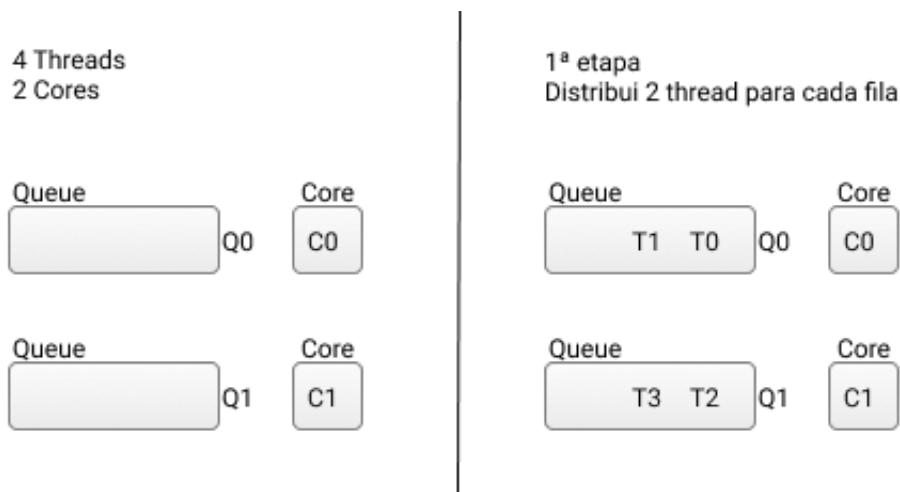 4 Threads
2 Cores
Queue Core
Q0 C0
Queue Core
Q1 C1
1ª etapa
Distribui 2 thread para cada fila
Queue Core
T1 T0 Q0 C0
Queue Core
T3 T2 Q1 C1